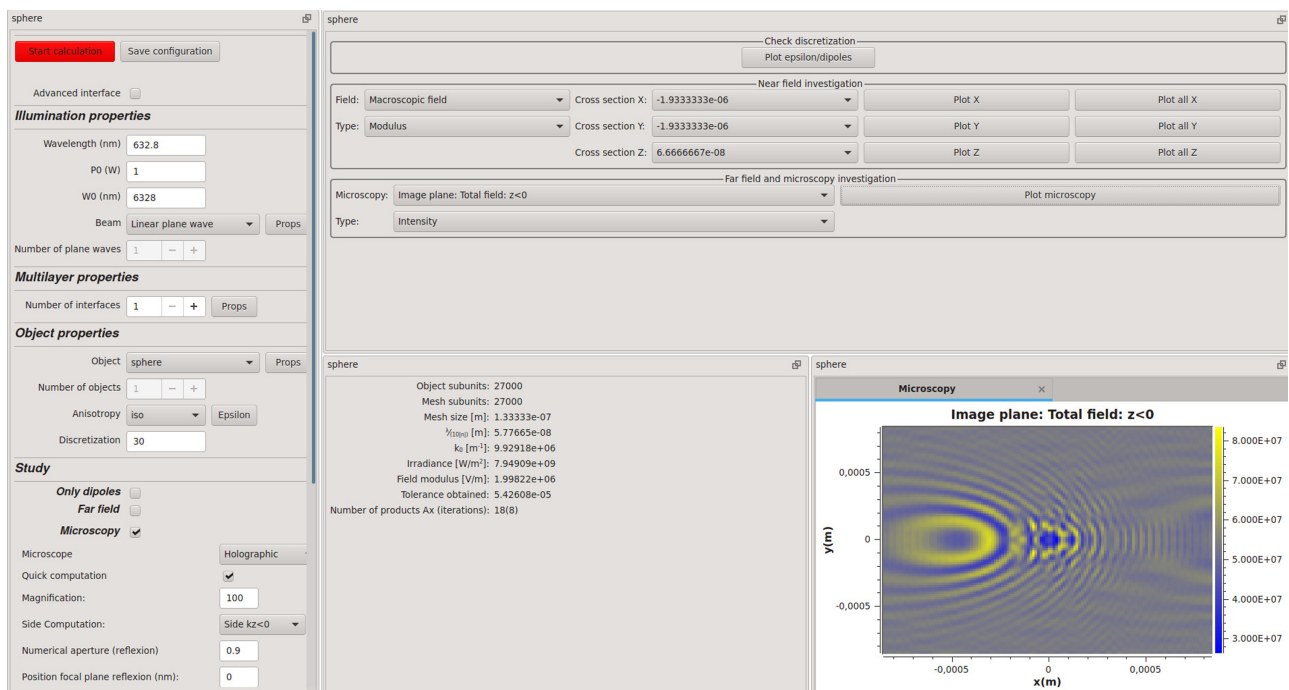 sphere
Start calculation Save configuration
Advanced interface
Illumination properties
Wavelength (nm) 632.8
P0 (W) 1
W0 (nm) 6328
Beam Linear plane wave Props
Number of plane waves 1 − +
Multilayer properties
Number of interfaces 1 − + Props
Object properties
Object sphere Props
Number of objects 1 − +
Anisotropy iso Epsilon
Discretization 30
Study
Only dipoles
Far field
Microscopy
Microscope Holographic
Quick computation
Magnification: 100
Side Computation: Side kz<0
Numerical aperture (reflexion) 0.9
Position focal plane reflexion (nm): 0
sphere
Check discretization
Plot epsilon/dipoles
Near field investigation
Field: Macroscopic field Cross section X: -1.9333333e-06 Plot X Plot all X
Type: Modulus Cross section Y: -1.9333333e-06 Plot Y Plot all Y
Cross section Z: 6.6666667e-08 Plot Z Plot all Z
Far field and microscopy investigation
Microscopy: Image plane: Total field: z<0 Plot microscopy
Type: Intensity
sphere
Object subunits: 27000
Mesh subunits: 27000
Mesh size [m]: 1.33333e-07
λ/(10|n|) [m]: 5.77665e-08
k₀ [m⁻¹]: 9.92918e+06
Irradiance [W/m²]: 7.94909e+09
Field modulus [V/m]: 1.99822e+06
Tolerance obtained: 5.42608e-05
Number of products Ax (iterations): 18(8)
sphere
Microscopy ×
Image plane: Total field: z<0
8.000E+07
7.000E+07
6.000E+07
5.000E+07
4.000E+07
3.000E+07
0,0005
0
-0,0005
y(m)
-0,0005 0 0,0005
x(m)